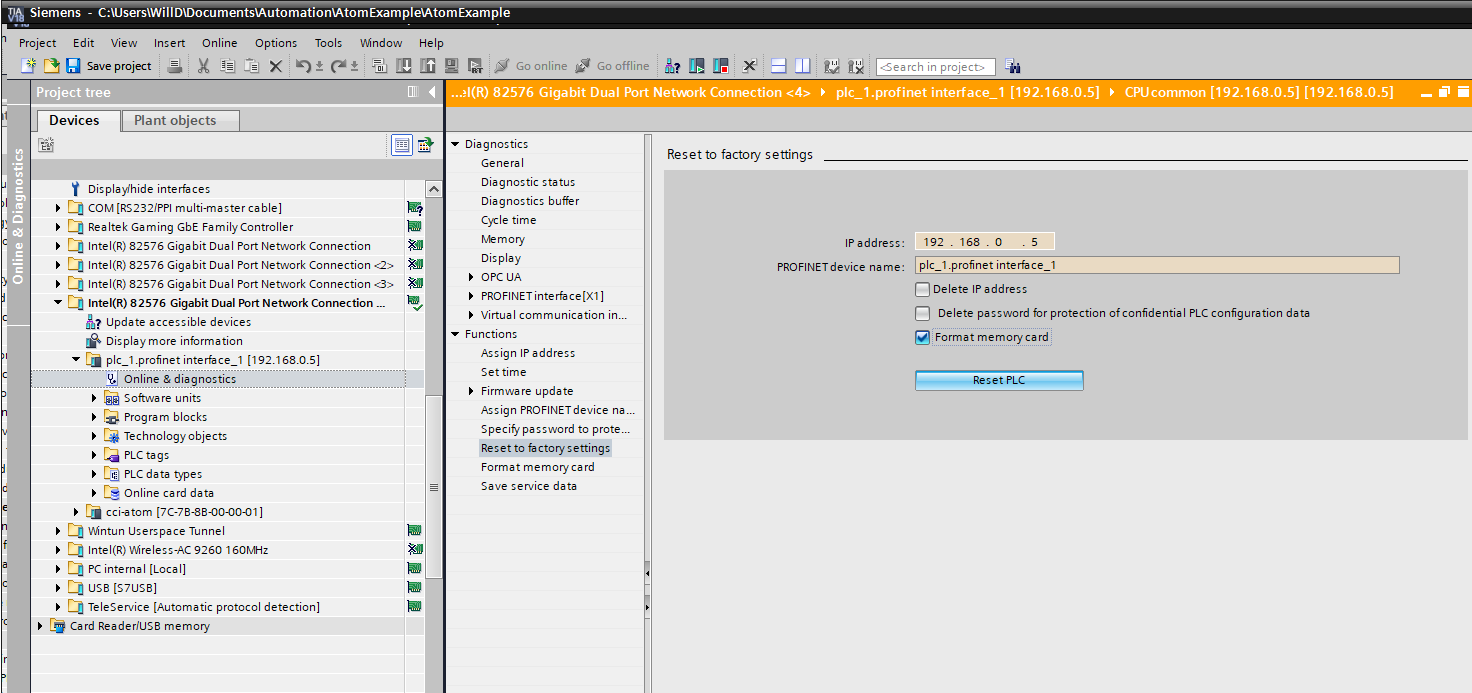 TIA V18 Siemens - C:\Users\WillD\Documents\Automation\AtomExample\AtomExample
Project Edit View Insert Online Options Tools Window Help
Save project Go online Go offline <Search in project>
Project tree
...el(R) 82576 Gigabit Dual Port Network Connection <4> plc_1.profinet interface_1 [192.168.0.5] CPUcommon [192.168.0.5] [192.168.0.5]
Devices Plant objects
Online & Diagnostics
Display/hide interfaces
COM [RS232/PPI multi-master cable]
Realtek Gaming GbE Family Controller
Intel(R) 82576 Gigabit Dual Port Network Connection
Intel(R) 82576 Gigabit Dual Port Network Connection <2>
Intel(R) 82576 Gigabit Dual Port Network Connection <3>
Intel(R) 82576 Gigabit Dual Port Network Connection ...
Update accessible devices
Display more information
plc_1.profinet interface_1 [192.168.0.5]
Online & diagnostics
Software units
Program blocks
Technology objects
PLC tags
PLC data types
Online card data
cci-atom [7C-7B-8B-00-00-01]
Wintun Userspace Tunnel
Intel(R) Wireless-AC 9260 160MHz
PC internal [Local]
USB [S7USB]
TeleService [Automatic protocol detection]
Card Reader/USB memory
Diagnostics
General
Diagnostic status
Diagnostics buffer
Cycle time
Memory
Display
OPC UA
PROFINET interface[X1]
Virtual communication in...
Functions
Assign IP address
Set time
Firmware update
Assign PROFINET device na...
Specify password to prote...
Reset to factory settings
Format memory card
Save service data
Reset to factory settings
IP address: 192 . 168 . 0 . 5
PROFINET device name: plc_1.profinet interface_1
Delete IP address
Delete password for protection of confidential PLC configuration data
Format memory card
Reset PLC